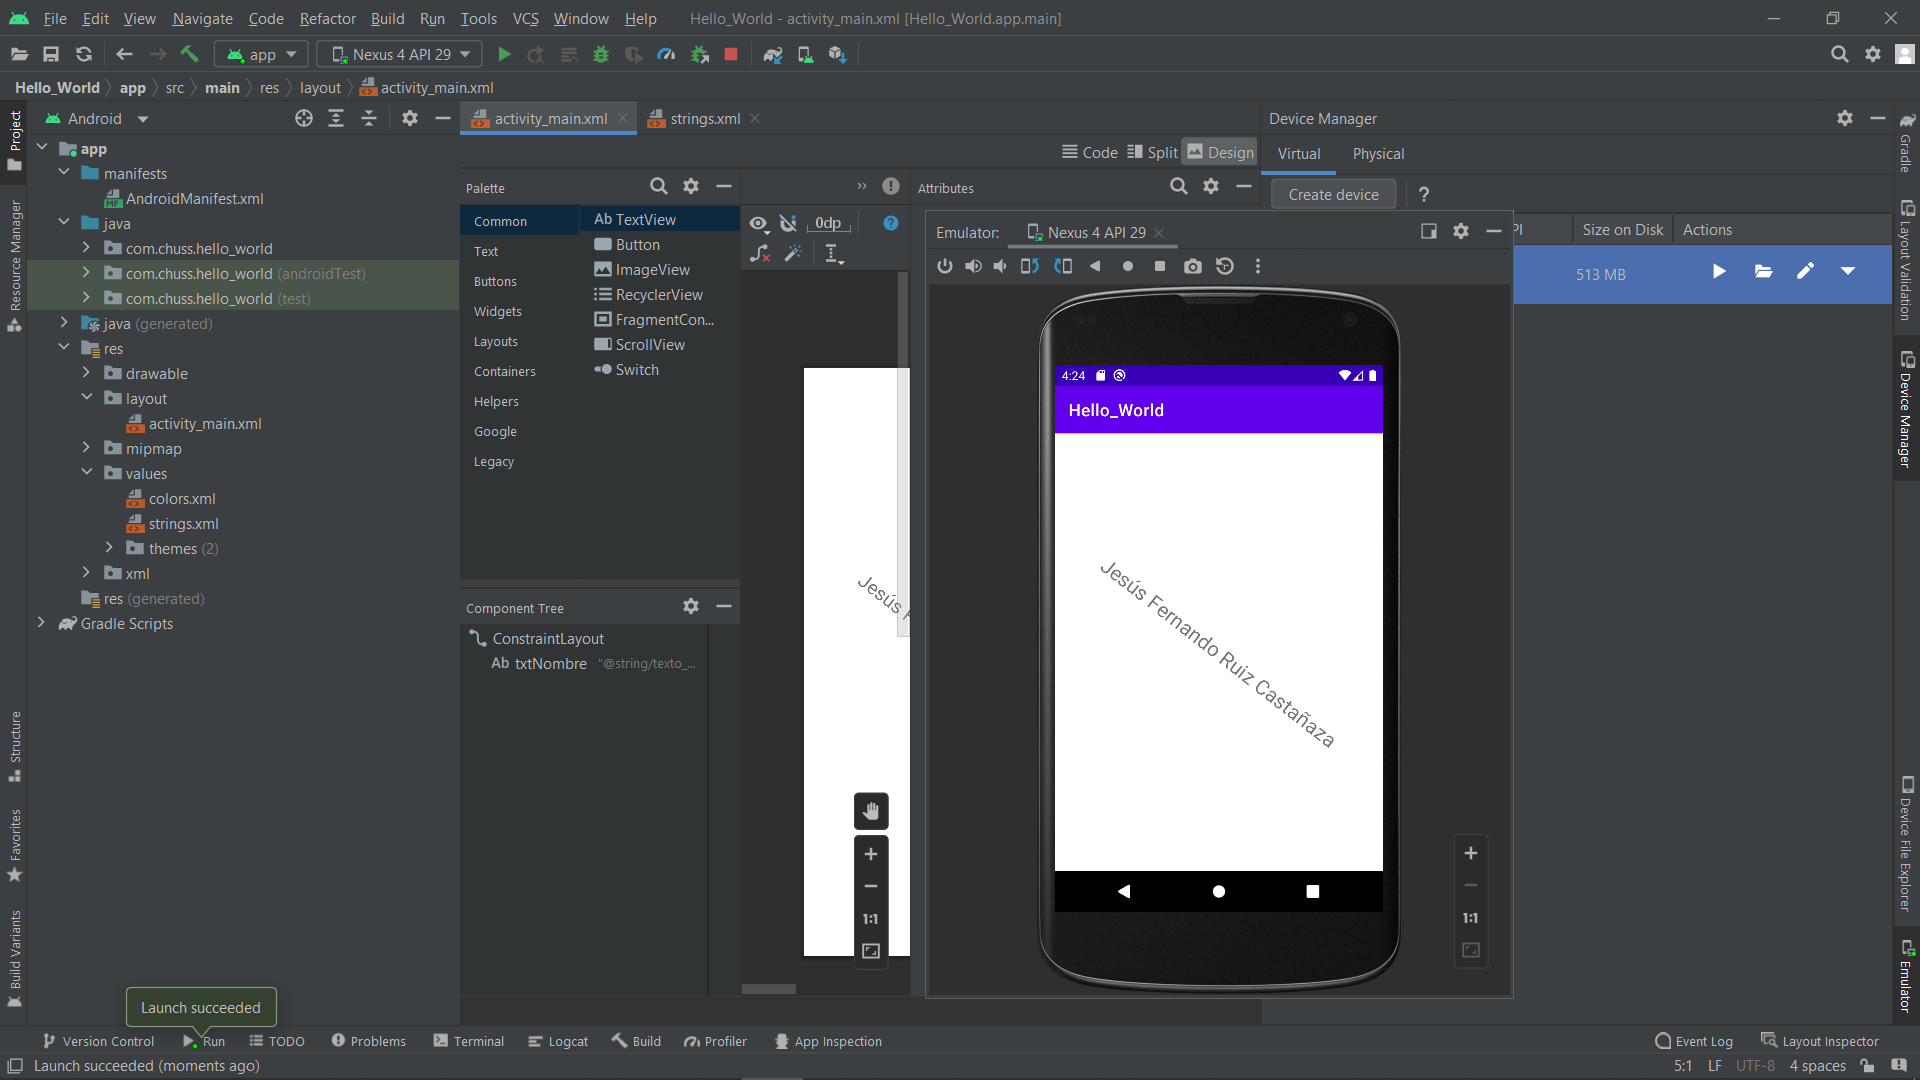 File Edit View Navigate Code Refactor Build Run Tools VCS Window Help Hello_World - activity_main.xml [Hello_World.app.main]
app Nexus 4 API 29
Hello_World app src main res layout activity_main.xml
Project
Resource Manager
Structure
Favorites
Build Variants
Android
app
manifests
AndroidManifest.xml
java
com.chuss.hello_world
com.chuss.hello_world (androidTest)
com.chuss.hello_world (test)
java (generated)
res
drawable
layout
activity_main.xml
mipmap
values
colors.xml
strings.xml
themes (2)
xml
res (generated)
Gradle Scripts
activity_main.xml strings.xml
Code Split Design
Palette
Common
Text
Buttons
Widgets
Layouts
Containers
Helpers
Google
Legacy
Ab TextView
Button
ImageView
RecyclerView
FragmentCon...
ScrollView
Switch
Component Tree
ConstraintLayout
Ab txtNombre "@string/texto_...
0dp
Jesús F
1:1
Attributes
Emulator: Nexus 4 API 29
4:24
Hello_World
Jesús Fernando Ruiz Castañaza
1:1
Device Manager
Virtual Physical
Create device ?
PI Size on Disk Actions
513 MB
Gradle
Layout Validation
Device Manager
Device File Explorer
Emulator
Launch succeeded
Version Control Run TODO Problems Terminal Logcat Build Profiler App Inspection Event Log Layout Inspector
Launch succeeded (moments ago) 5:1 LF UTF-8 4 spaces